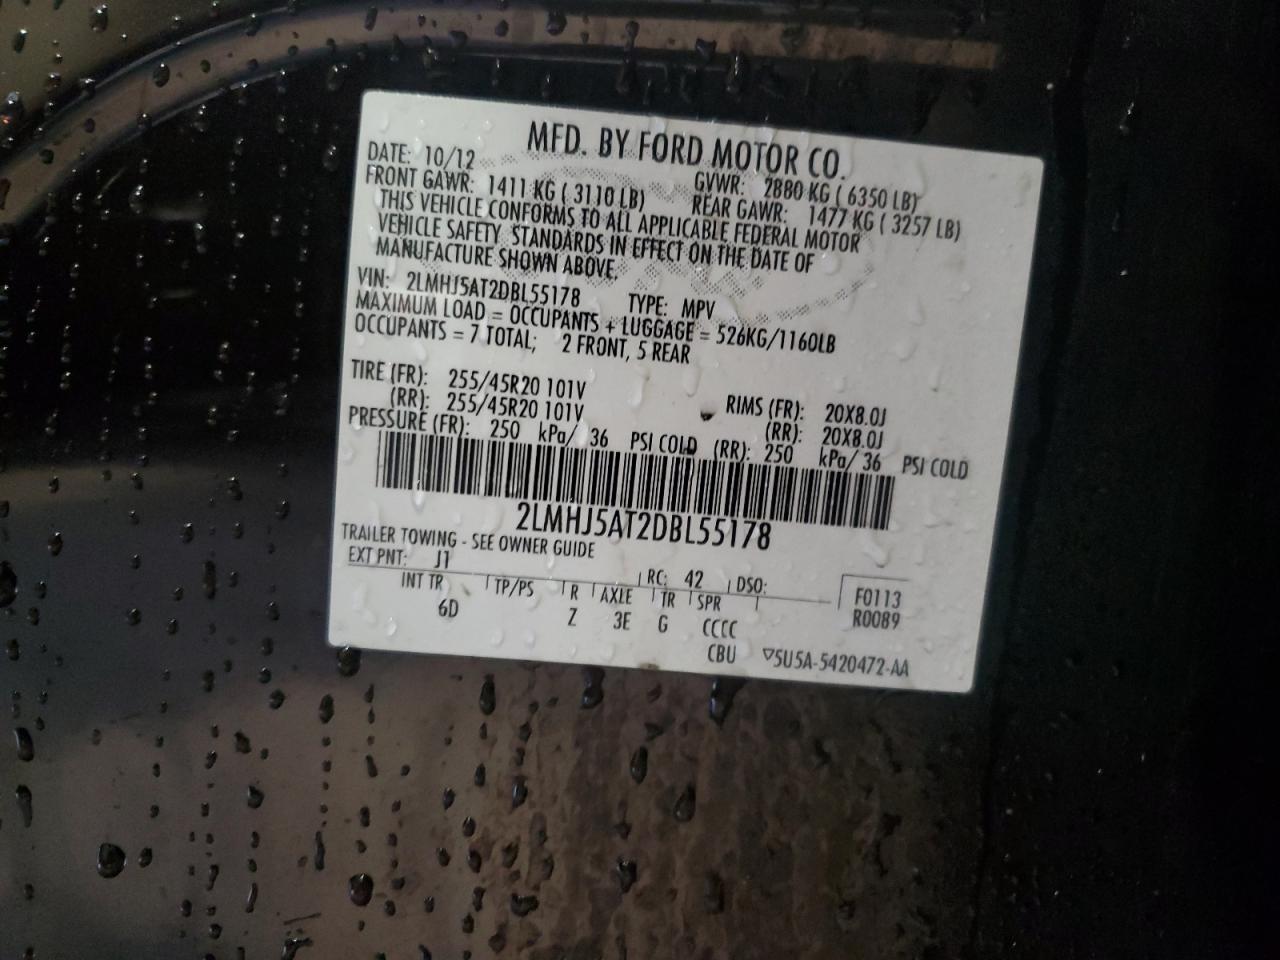 MFD. BY FORD MOTOR CO.
DATE: 10/12 GVWR: 2880 KG ( 6350 LB)
FRONT GAWR: 1411 KG ( 3110 LB) REAR GAWR: 1477 KG ( 3257 LB)
THIS VEHICLE CONFORMS TO ALL APPLICABLE FEDERAL MOTOR
VEHICLE SAFETY STANDARDS IN EFFECT ON THE DATE OF
MANUFACTURE SHOWN ABOVE.
VIN: 2LMHJ5AT2DBL55178 TYPE: MPV
MAXIMUM LOAD = OCCUPANTS + LUGGAGE = 526KG/1160LB
OCCUPANTS = 7 TOTAL; 2 FRONT, 5 REAR
TIRE (FR): 255/45R20 101V RIMS (FR): 20X8.0J
(RR): 255/45R20 101V (RR): 20X8.0J
PRESSURE (FR): 250 kPa/ 36 PSI COLD (RR): 250 kPa/ 36 PSI COLD
2LMHJ5AT2DBL55178
TRAILER TOWING - SEE OWNER GUIDE
EXT PNT: J1 RC: 42 DSO: F0113
INT TR TP/PS R AXLE TR SPR R0089
6D Z 3E G CCCC
CBU ▽5U5A-5420472-AA